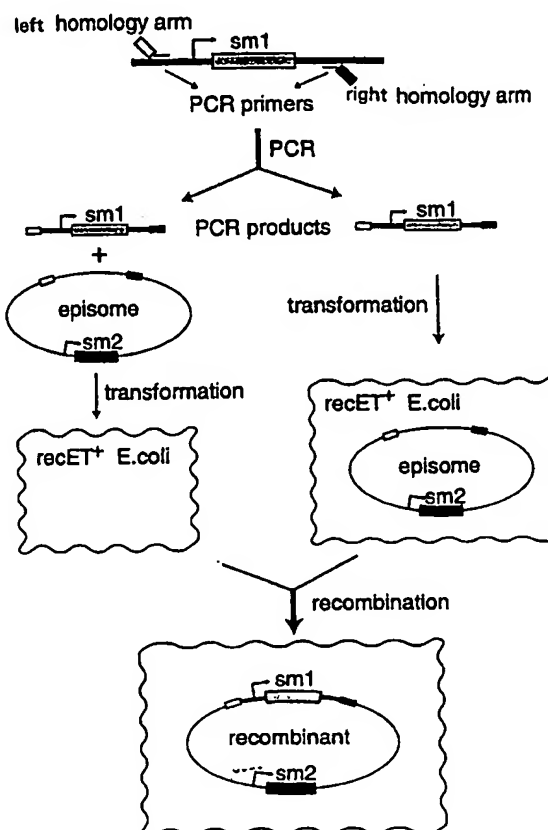 left homology arm
sm1
PCR primers
right homology arm
PCR
sm1
PCR products
sm1
+
episome
sm2
transformation
transformation
recET+ E.coli
recET+ E.coli
episome
sm2
recombination
sm1
recombinant
sm2